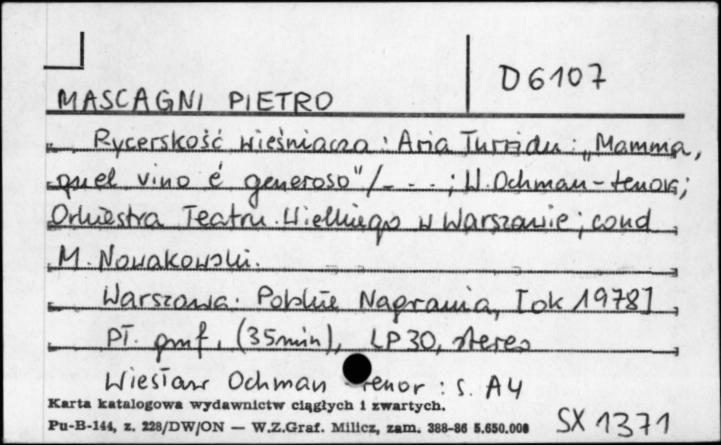 D 6107
MASCAGNI PIETRO
Rycerskość wieśniacza : Aria Turridu : „Mamma,
quel vino é generoso"/ - . - . ; W. Ochman - tenor;
Orkiestra Teatru Wielkiego w Warszawie ; cond
M. Nowakowski.
Warszawa. Polskie Nagrania, [ok 1978]
Pł. gmf. (35min), LP 30, stereo
Wiesław Ochman tenor : s. A4
Karta katalogowa wydawnictw ciągłych i zwartych.
Pu-B-144, z. 228/DW/ON — W.Z.Graf. Milicz, zam. 388-86 5.650.000
SX 1371